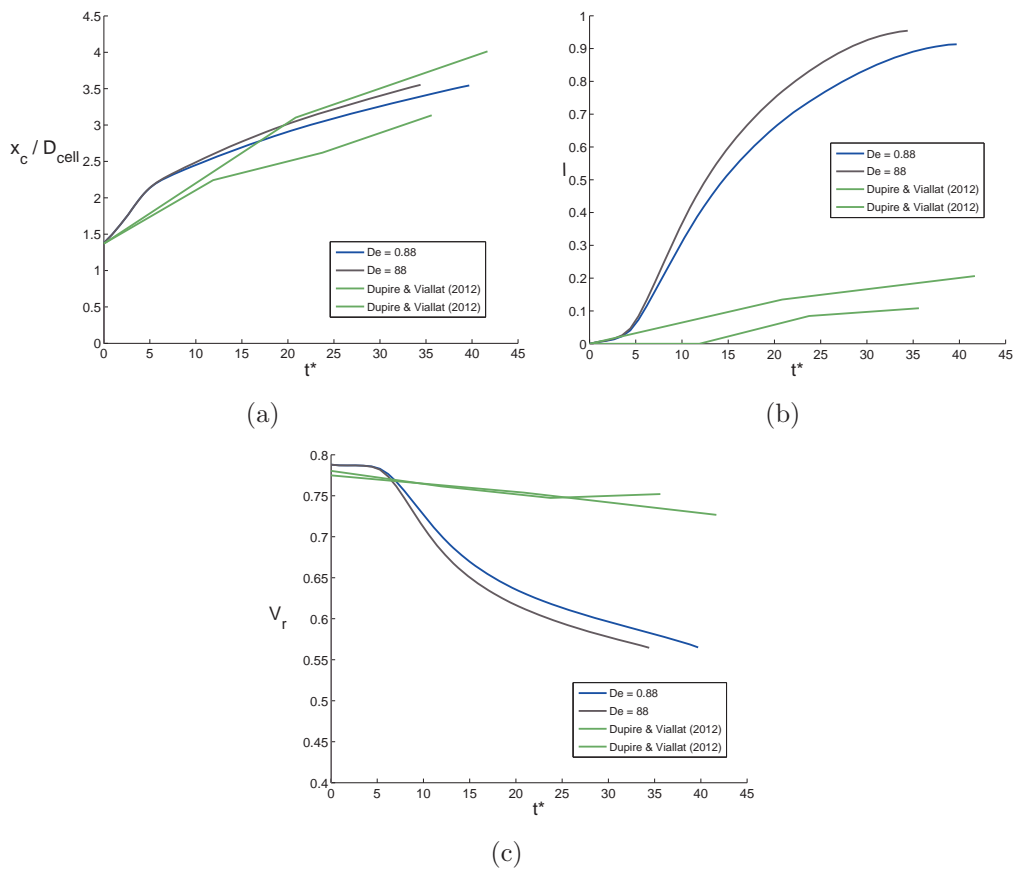 4.5
4
3.5
3
2.5
2
1.5
1
0.5
0
x_c / D_cell
0 5 10 15 20 25 30 35 40 45
t*
De = 0.88
De = 88
Dupire & Viallat (2012)
Dupire & Viallat (2012)
(a)
1
0.9
0.8
0.7
0.6
0.5
0.4
0.3
0.2
0.1
0
I
0 5 10 15 20 25 30 35 40 45
t*
De = 0.88
De = 88
Dupire & Viallat (2012)
Dupire & Viallat (2012)
(b)
0.8
0.75
0.7
0.65
0.6
0.55
0.5
0.45
0.4
V_r
0 5 10 15 20 25 30 35 40 45
t*
De = 0.88
De = 88
Dupire & Viallat (2012)
Dupire & Viallat (2012)
(c)